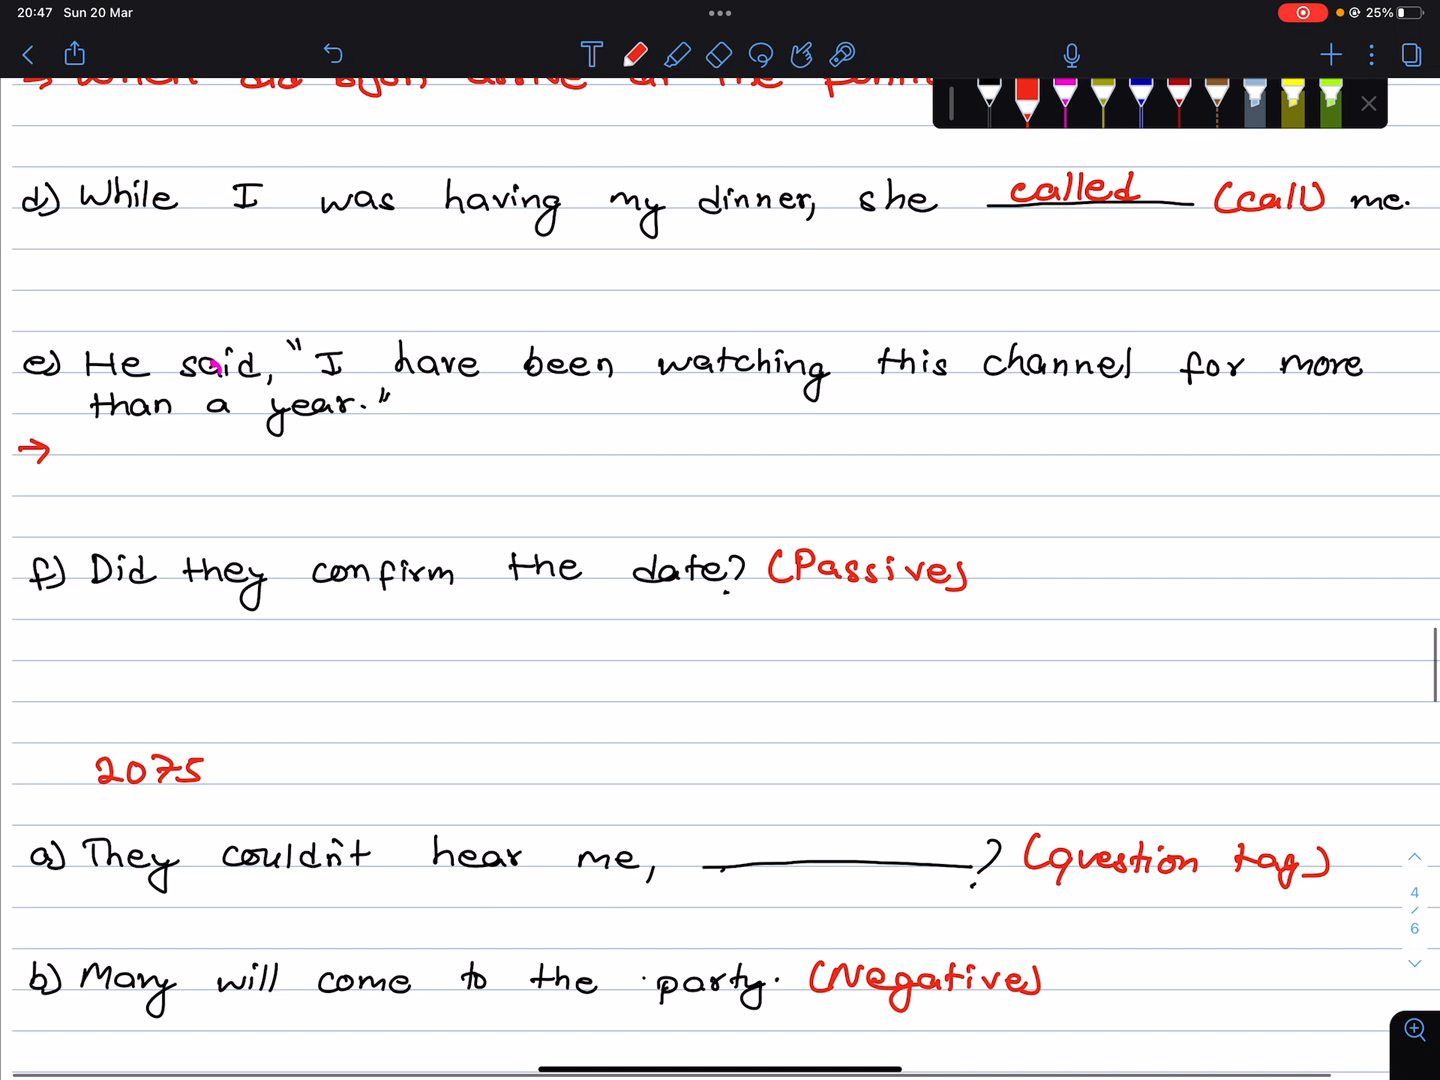 20:47 Sun 20 Mar
25%
d) While I was having my dinner, she called (call) me.
e) He said, "I have been watching this channel for more
than a year."
→
f) Did they confirm the date? (Passive)
2075
a) They couldn't hear me, ________? (question tag)
b) Many will come to the party. (Negative)
4
/
6